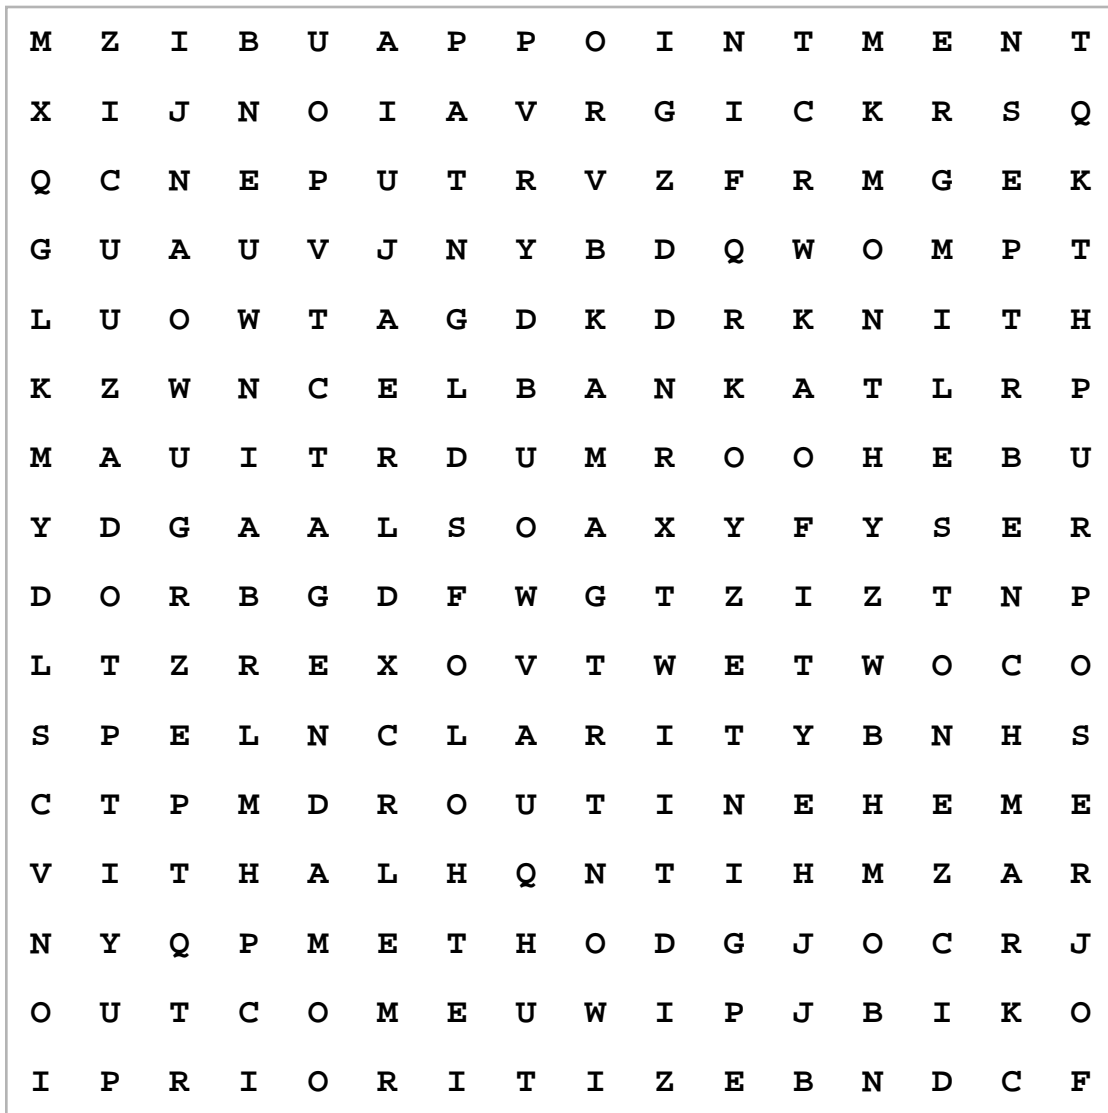 M Z I B U A P P O I N T M E N T
X I J N O I A V R G I C K R S Q
Q C N E P U T R V Z F R M G E K
G U A U V J N Y B D Q W O M P T
L U O W T A G D K D R K N I T H
K Z W N C E L B A N K A T L R P
M A U I T R D U M R O O H E B U
Y D G A A L S O A X Y F Y S E R
D O R B G D F W G T Z I Z T N P
L T Z R E X O V T W E T W O C O
S P E L N C L A R I T Y B N H S
C T P M D R O U T I N E H E M E
V I T H A L H Q N T I H M Z A R
N Y Q P M E T H O D G J O C R J
O U T C O M E U W I P J B I K O
I P R I O R I T I Z E B N D C F